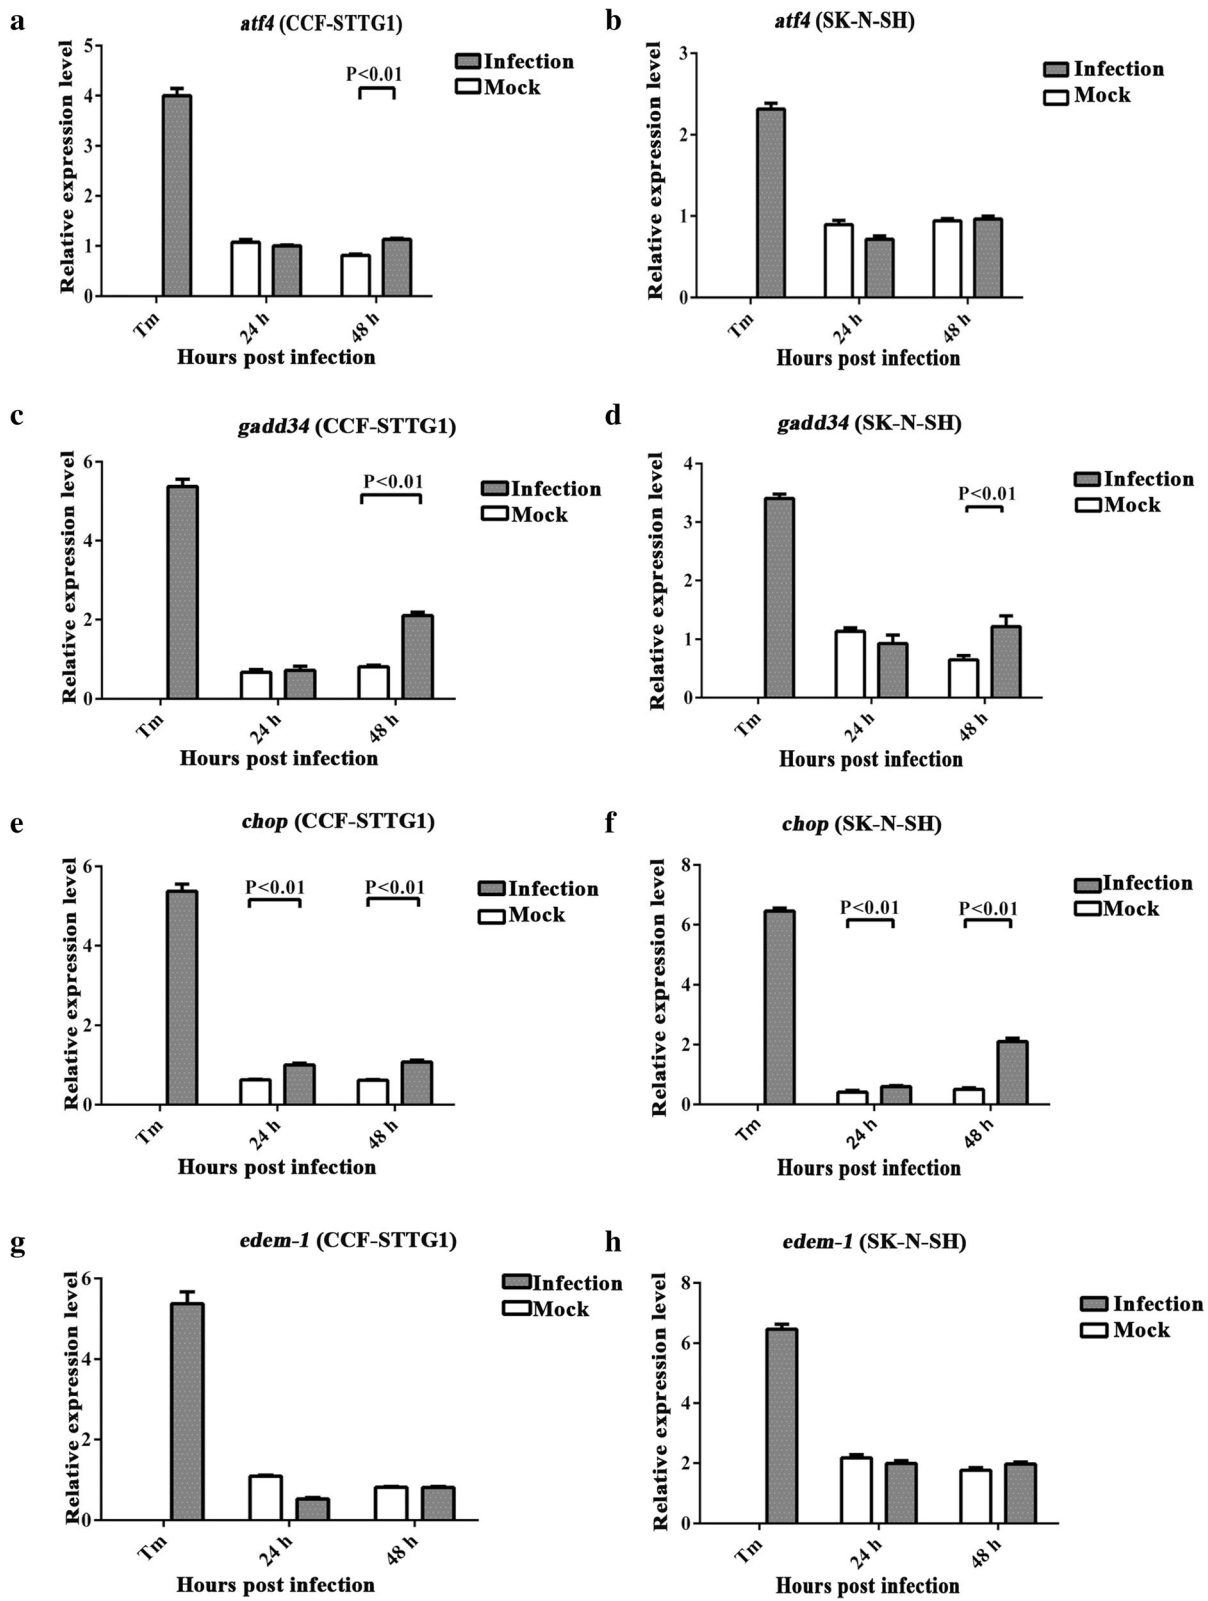 a
atf4 (CCF-STTG1)
Relative expression level
5
4
3
2
1
0
P<0.01
Infection
Mock
Tm
24 h
48 h
Hours post infection
b
atf4 (SK-N-SH)
Relative expression level
3
2
1
0
Infection
Mock
Tm
24 h
48 h
Hours post infection
c
gadd34 (CCF-STTG1)
Relative expression level
6
4
2
0
P<0.01
Infection
Mock
Tm
24 h
48 h
Hours post infection
d
gadd34 (SK-N-SH)
Relative expression level
4
3
2
1
0
P<0.01
Infection
Mock
Tm
24 h
48 h
Hours post infection
e
chop (CCF-STTG1)
Relative expression level
6
4
2
0
P<0.01
P<0.01
Infection
Mock
Tm
24 h
48 h
Hours post infection
f
chop (SK-N-SH)
Relative expression level
8
6
4
2
0
P<0.01
P<0.01
Infection
Mock
Tm
24 h
48 h
Hours post infection
g
edem-1 (CCF-STTG1)
Relative expression level
6
4
2
0
Infection
Mock
Tm
24 h
48 h
Hours post infection
h
edem-1 (SK-N-SH)
Relative expression level
8
6
4
2
0
Infection
Mock
Tm
24 h
48 h
Hours post infection